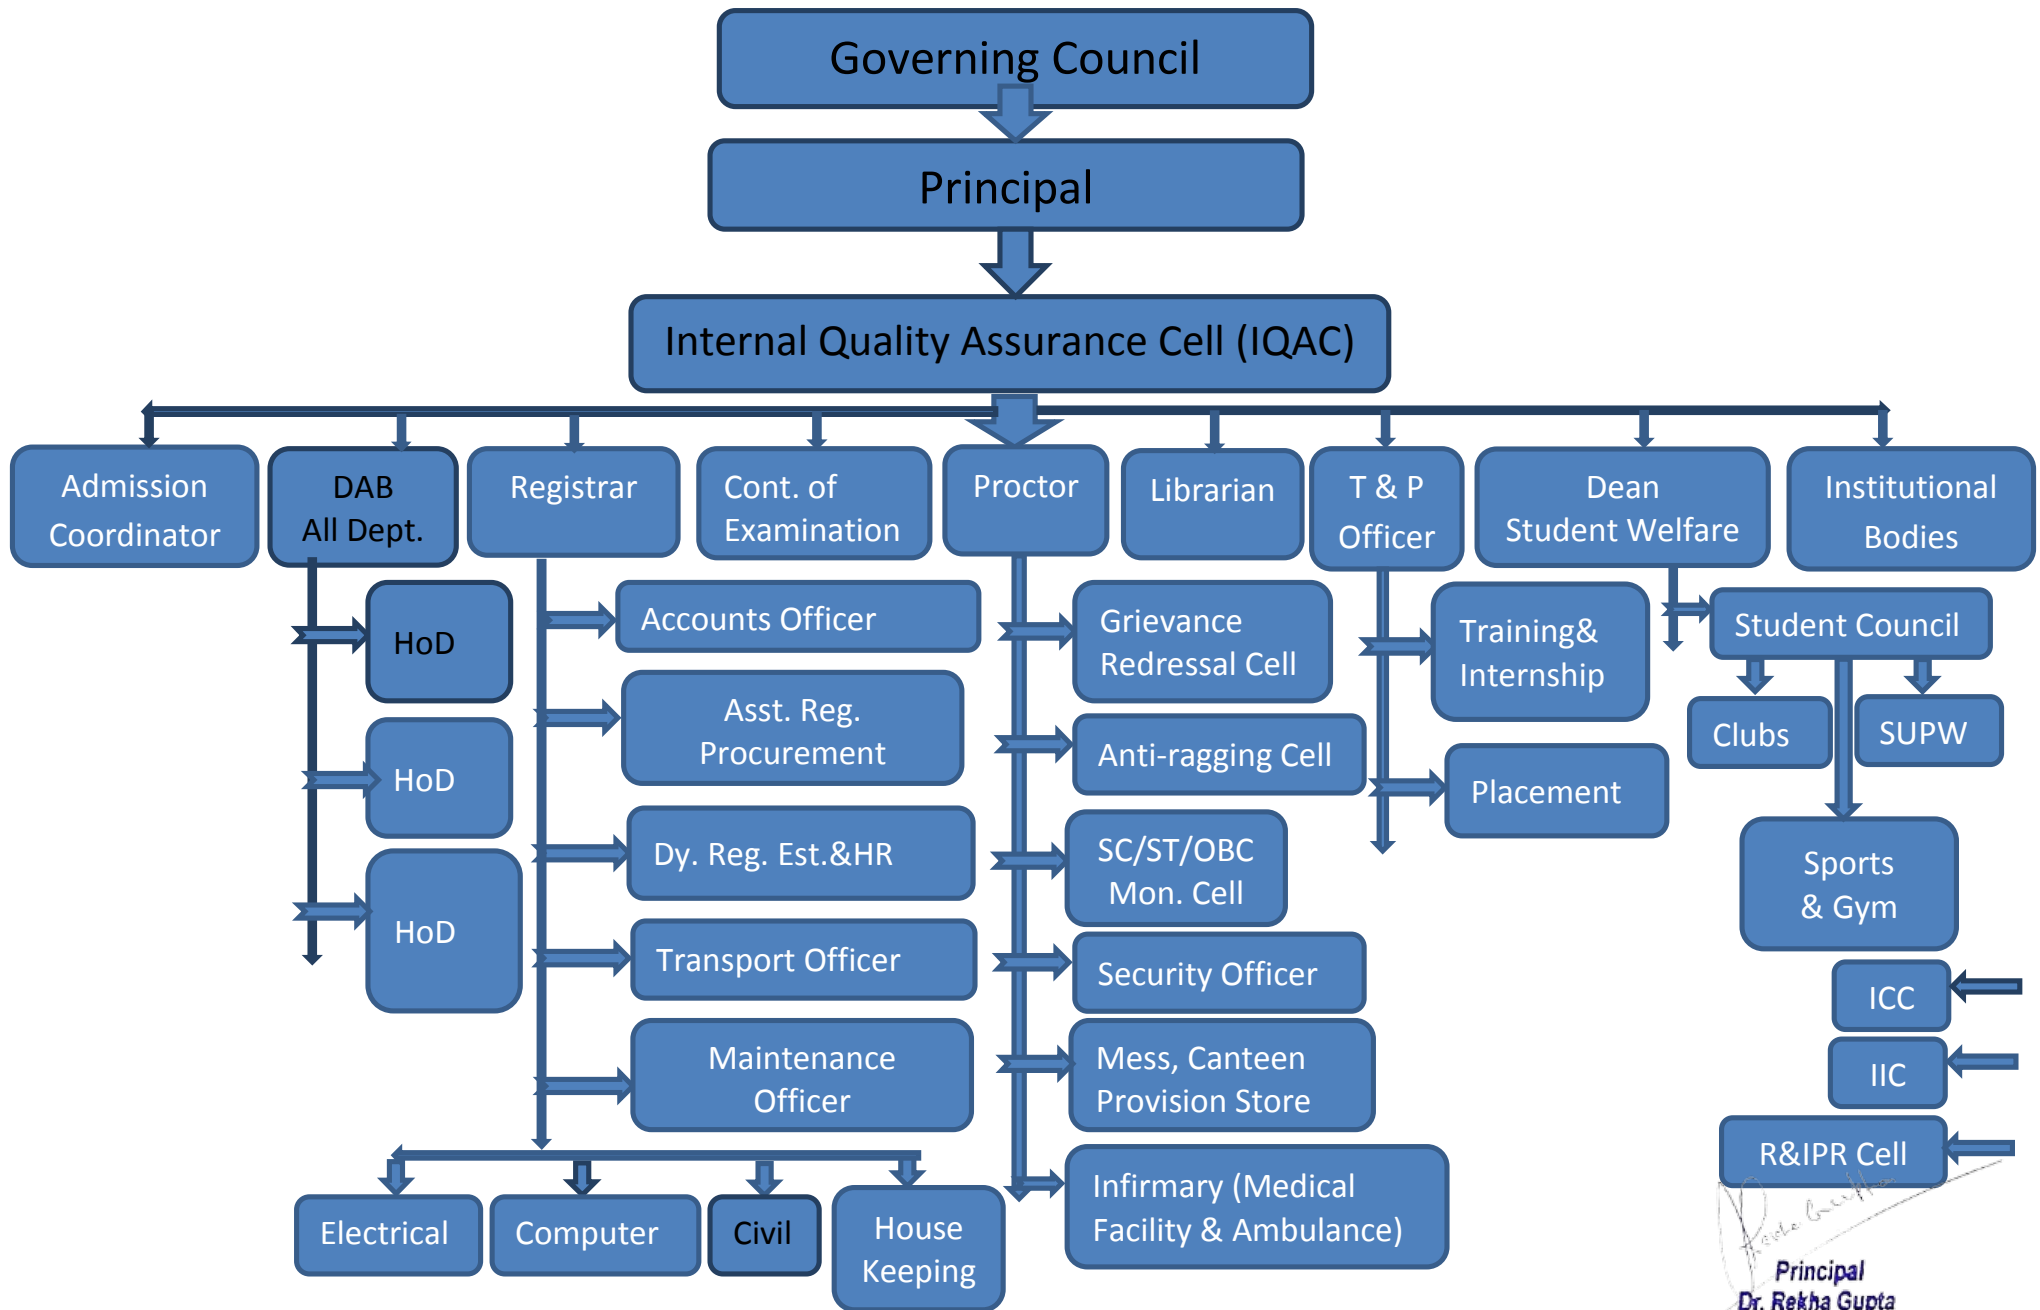 Governing Council
Principal
Internal Quality Assurance Cell (IQAC)
Admission
Coordinator
DAB
All Dept.
Registrar
Cont. of
Examination
Proctor
Librarian
T & P
Officer
Dean
Student Welfare
Institutional
Bodies
HoD
HoD
HoD
Accounts Officer
Asst. Reg.
Procurement
Dy. Reg. Est.&HR
Transport Officer
Maintenance
Officer
Electrical
Computer
Civil
House
Keeping
Grievance
Redressal Cell
Anti-ragging Cell
SC/ST/OBC
Mon. Cell
Security Officer
Mess, Canteen
Provision Store
Infirmary (Medical
Facility & Ambulance)
Training&
Internship
Placement
Student Council
Clubs
SUPW
Sports
& Gym
ICC
IIC
R&IPR Cell
Principal
Dr. Rekha Gupta